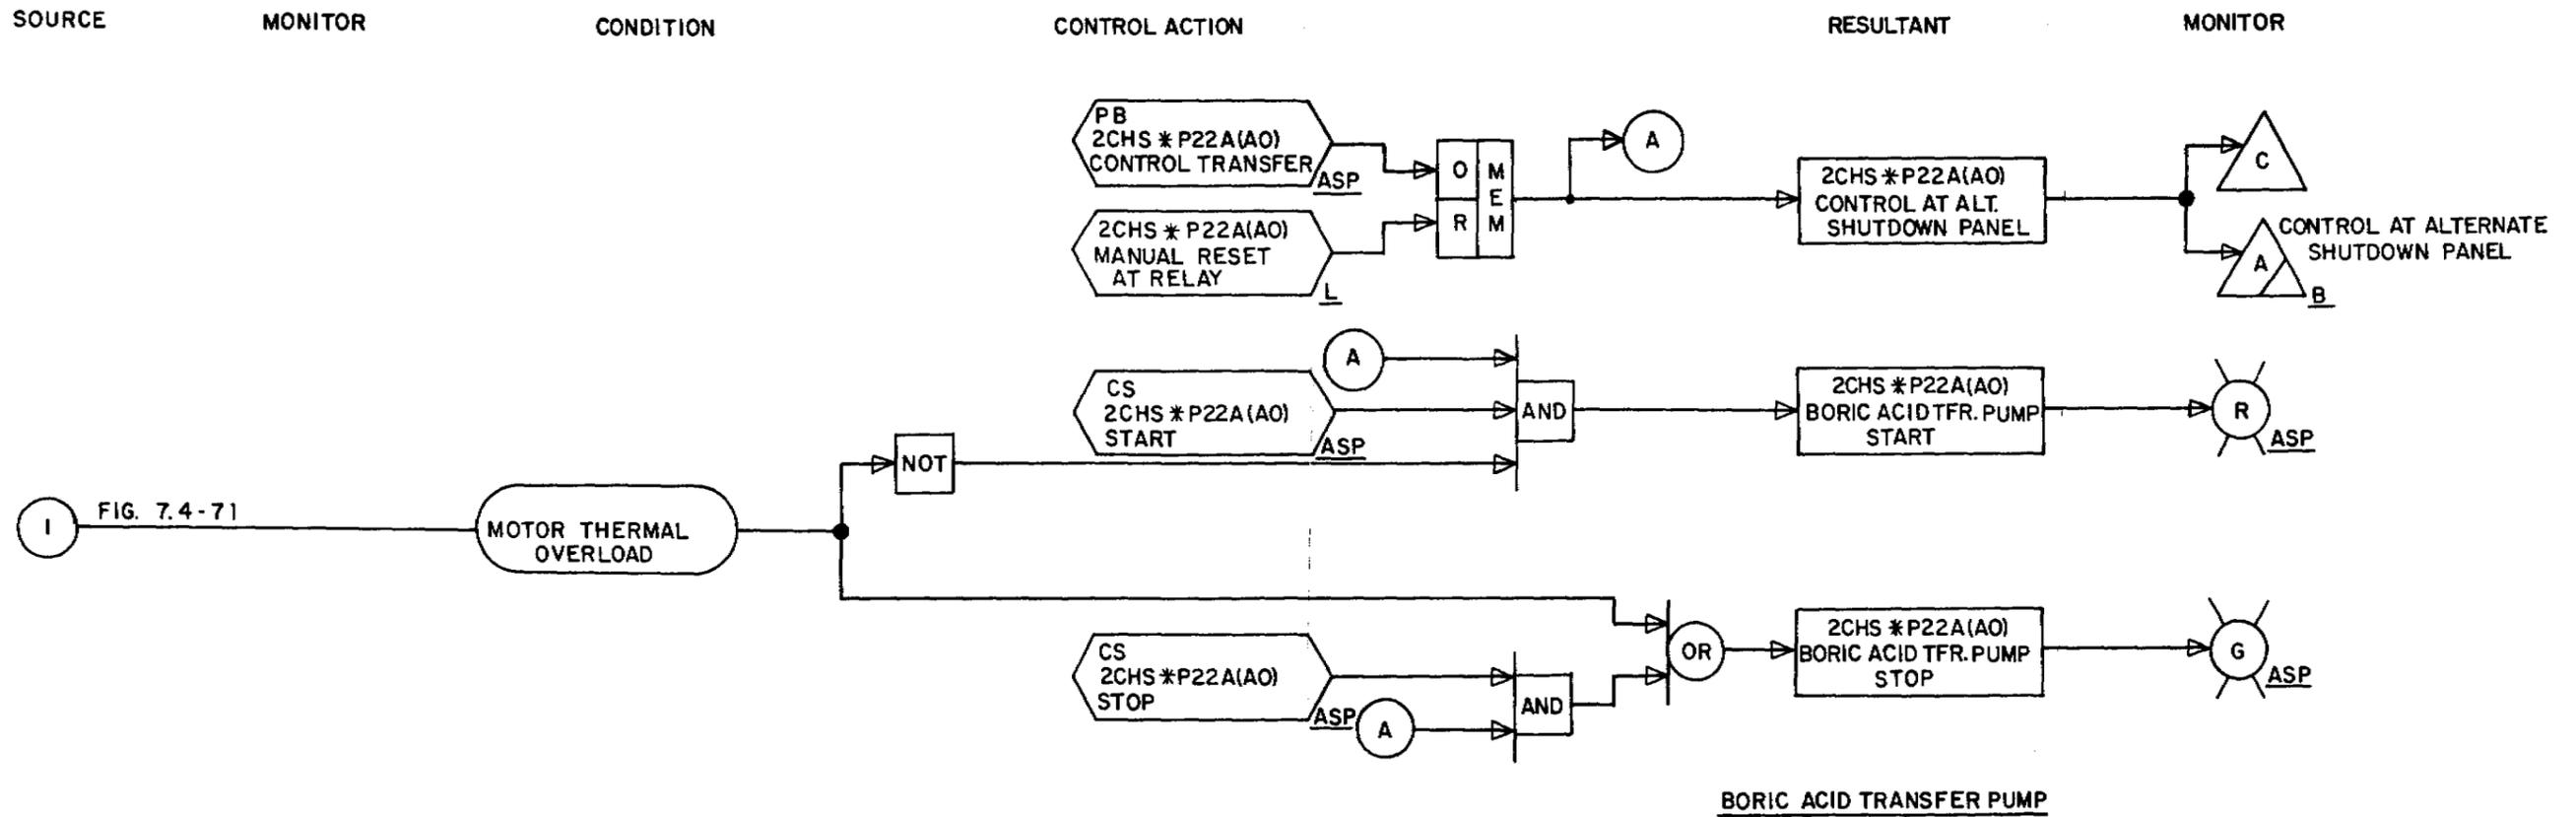 SOURCE MONITOR CONDITION CONTROL ACTION RESULTANT MONITOR
PB
2CHS*P22A(AO)
CONTROL TRANSFER
ASP
2CHS*P22A(AO)
MANUAL RESET
AT RELAY
L
O
R
MEM
A
2CHS*P22A(AO)
CONTROL AT ALT.
SHUTDOWN PANEL
C
A
B
CONTROL AT ALTERNATE
SHUTDOWN PANEL
A
CS
2CHS*P22A(AO)
START
ASP
NOT
AND
2CHS*P22A(AO)
BORIC ACID TFR. PUMP
START
R
ASP
I
FIG. 7.4-71
MOTOR THERMAL
OVERLOAD
CS
2CHS*P22A(AO)
STOP
ASP
A
AND
OR
2CHS*P22A(AO)
BORIC ACID TFR. PUMP
STOP
G
ASP
BORIC ACID TRANSFER PUMP